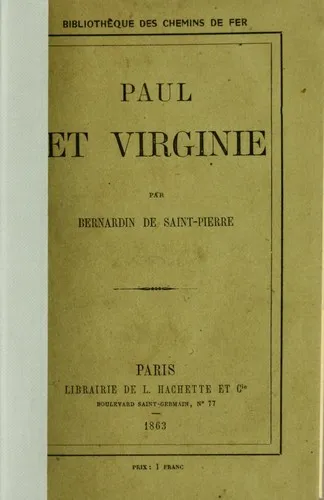 BIBLIOTHÈQUE DES CHEMINS DE FER
PAUL
ET VIRGINIE
PAR
BERNARDIN DE SAINT-PIERRE
PARIS
LIBRAIRIE DE L. HACHETTE ET Cie
BOULEVARD SAINT-GERMAIN, N° 77
1863
PRIX : 1 FRANC